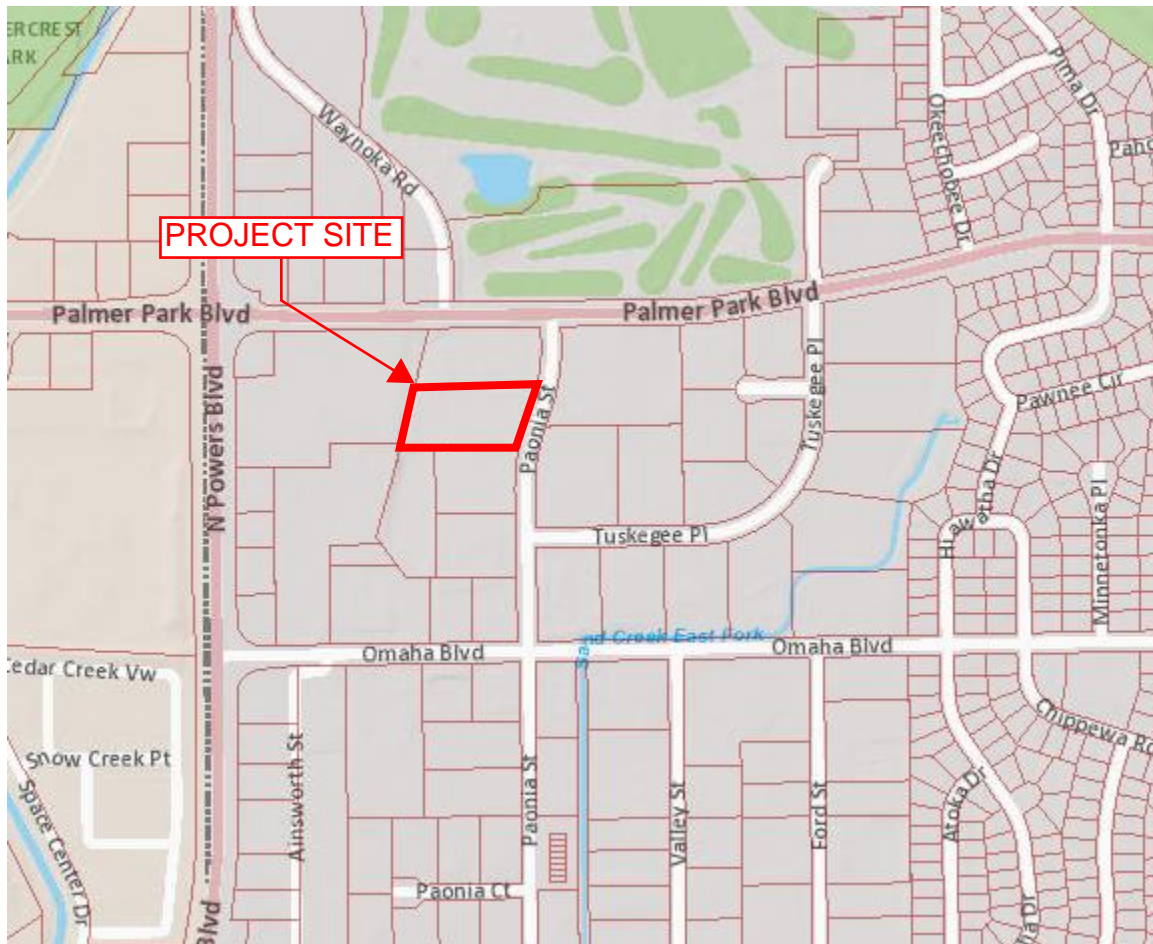 ERCREST
ARK
Waynoka Rd
Okeechobee Dr
Pima Dr
PROJECT SITE
Palmer Park Blvd
Palmer Park Blvd
N Powers Blvd
Paonia St
Tuskegee Pl
Pawnee Cir
Tuskegee Pl
Hiawatha Dr
Minnetonka Pl
Sand Creek East Fork
Omaha Blvd
Omaha Blvd
Cedar Creek Vw
Snow Creek Pt
Space Center Dr
Ainsworth St
Paonia St
Valley St
Ford St
Atoka Dr
Chippewa Rd
Paonia Ct
Blvd